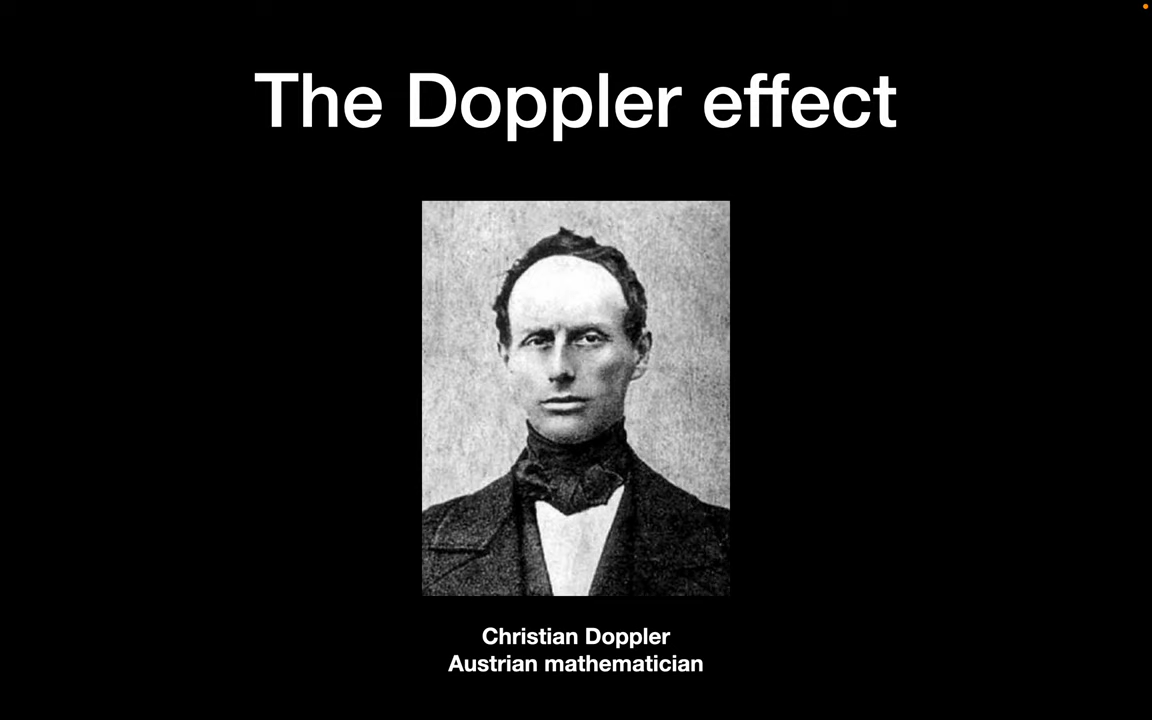 The Doppler effect
Christian Doppler
Austrian mathematician